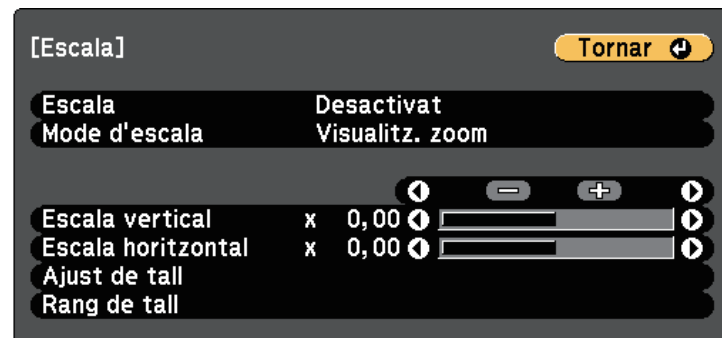 [Escala] Tornar
Escala Desactivat
Mode d'escala Visualitz. zoom
Escala vertical x 0,00
Escala horitzontal x 0,00
Ajust de tall
Rang de tall